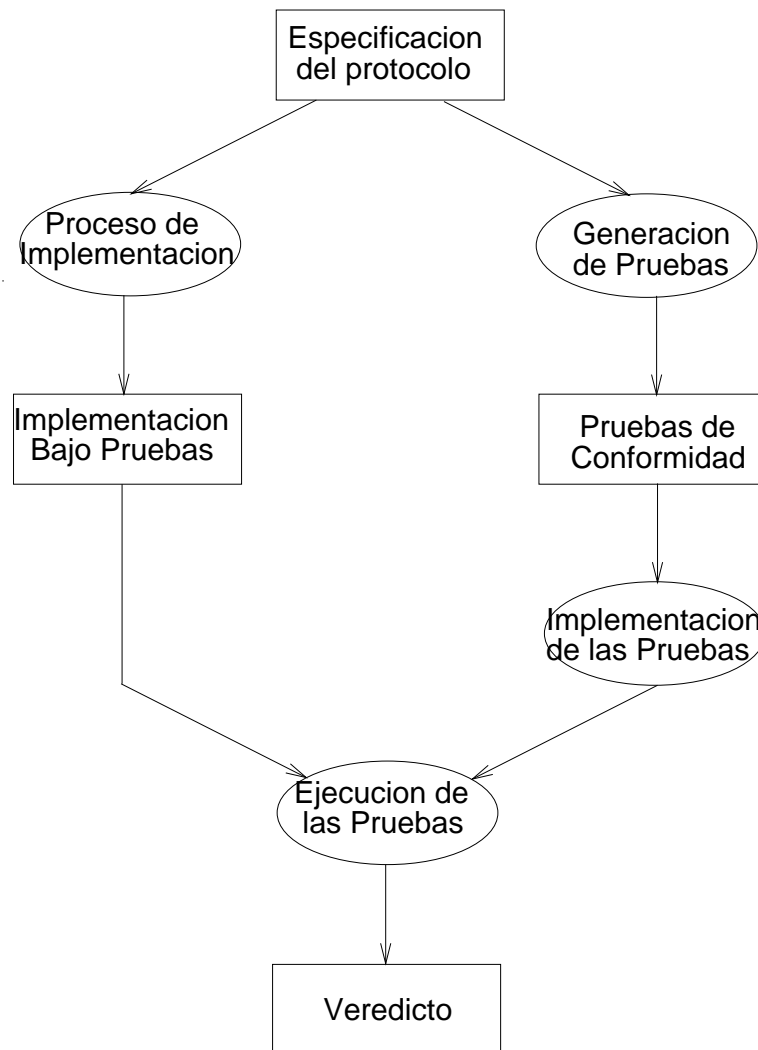 Especificacion
del protocolo
Proceso de
Implementacion
Generacion
de Pruebas
Implementacion
Bajo Pruebas
Pruebas de
Conformidad
Implementacion
de las Pruebas
Ejecucion de
las Pruebas
Veredicto